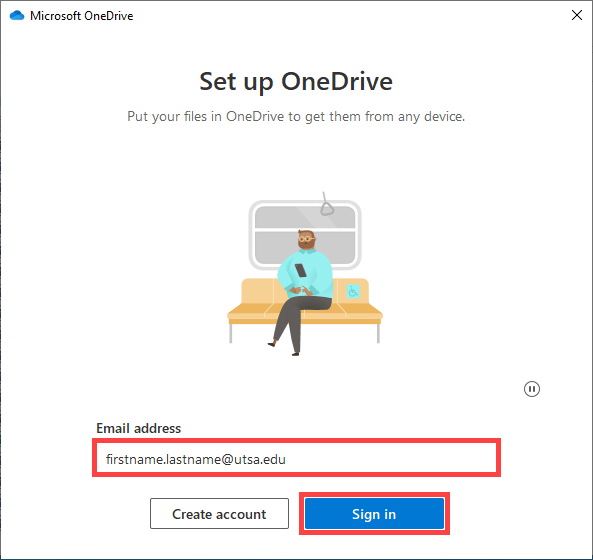 Microsoft OneDrive
Set up OneDrive
Put your files in OneDrive to get them from any device.
Email address
firstname.lastname@utsa.edu
Create account
Sign in